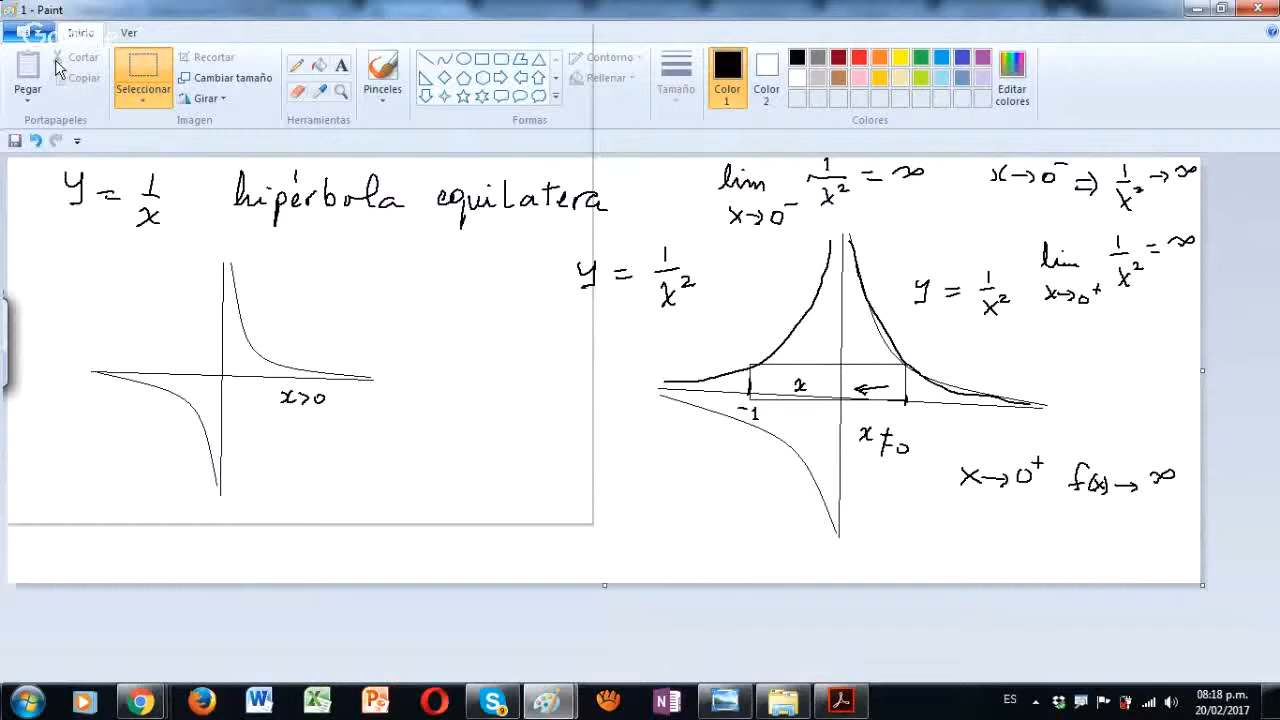 1 - Paint
Inicio Ver
Pegar
Cortar
Seleccionar
Recortar
Cambiar tamaño
Girar
Pinceles
Contorno
Rellenar
Tamaño
Color 1
Color 2
Editar colores
Portapapeles
Imagen
Herramientas
Formas
Colores
y = 1/x hipérbola equilatera
lim x→0⁻ 1/x² = ∞
x→0⁻ ⇒ 1/x² → ∞
y = 1/x²
y = 1/x²
lim x→0⁺ 1/x² = ∞
x>0
x
-1
x≠0
x→0⁺ f(x)→∞
ES
08:18 p.m.
20/02/2017